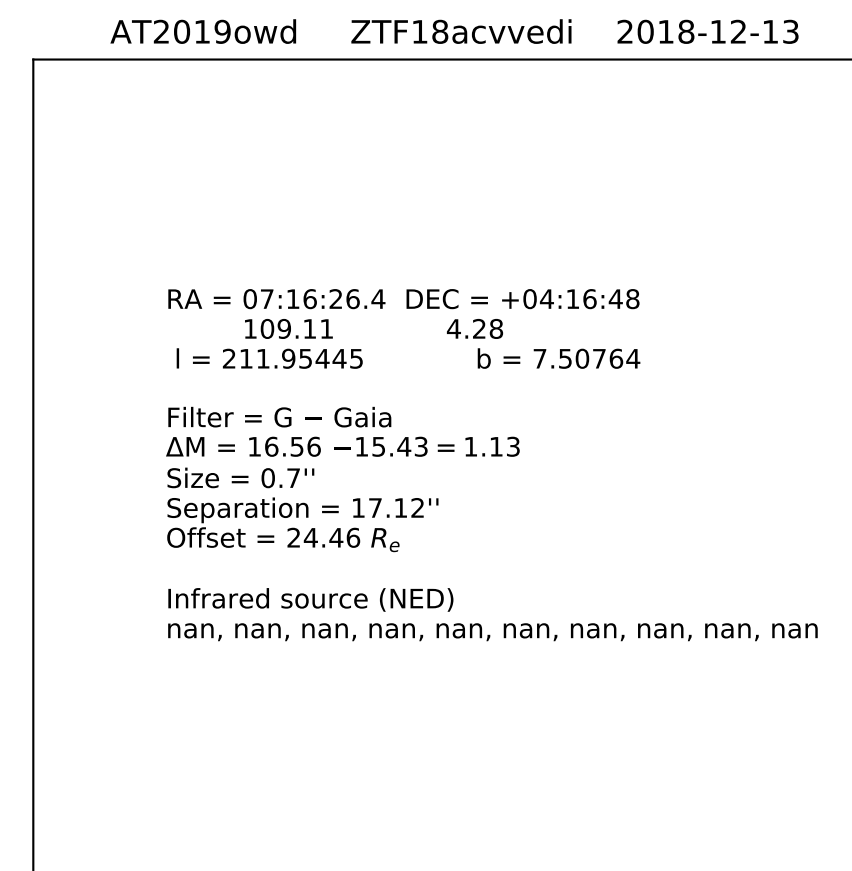 AT2019owd ZTF18acvvedi 2018-12-13
RA = 07:16:26.4 DEC = +04:16:48
109.11 4.28
l = 211.95445 b = 7.50764
Filter = G − Gaia
ΔM = 16.56 −15.43 = 1.13
Size = 0.7''
Separation = 17.12''
Offset = 24.46 Re
Infrared source (NED)
nan, nan, nan, nan, nan, nan, nan, nan, nan, nan